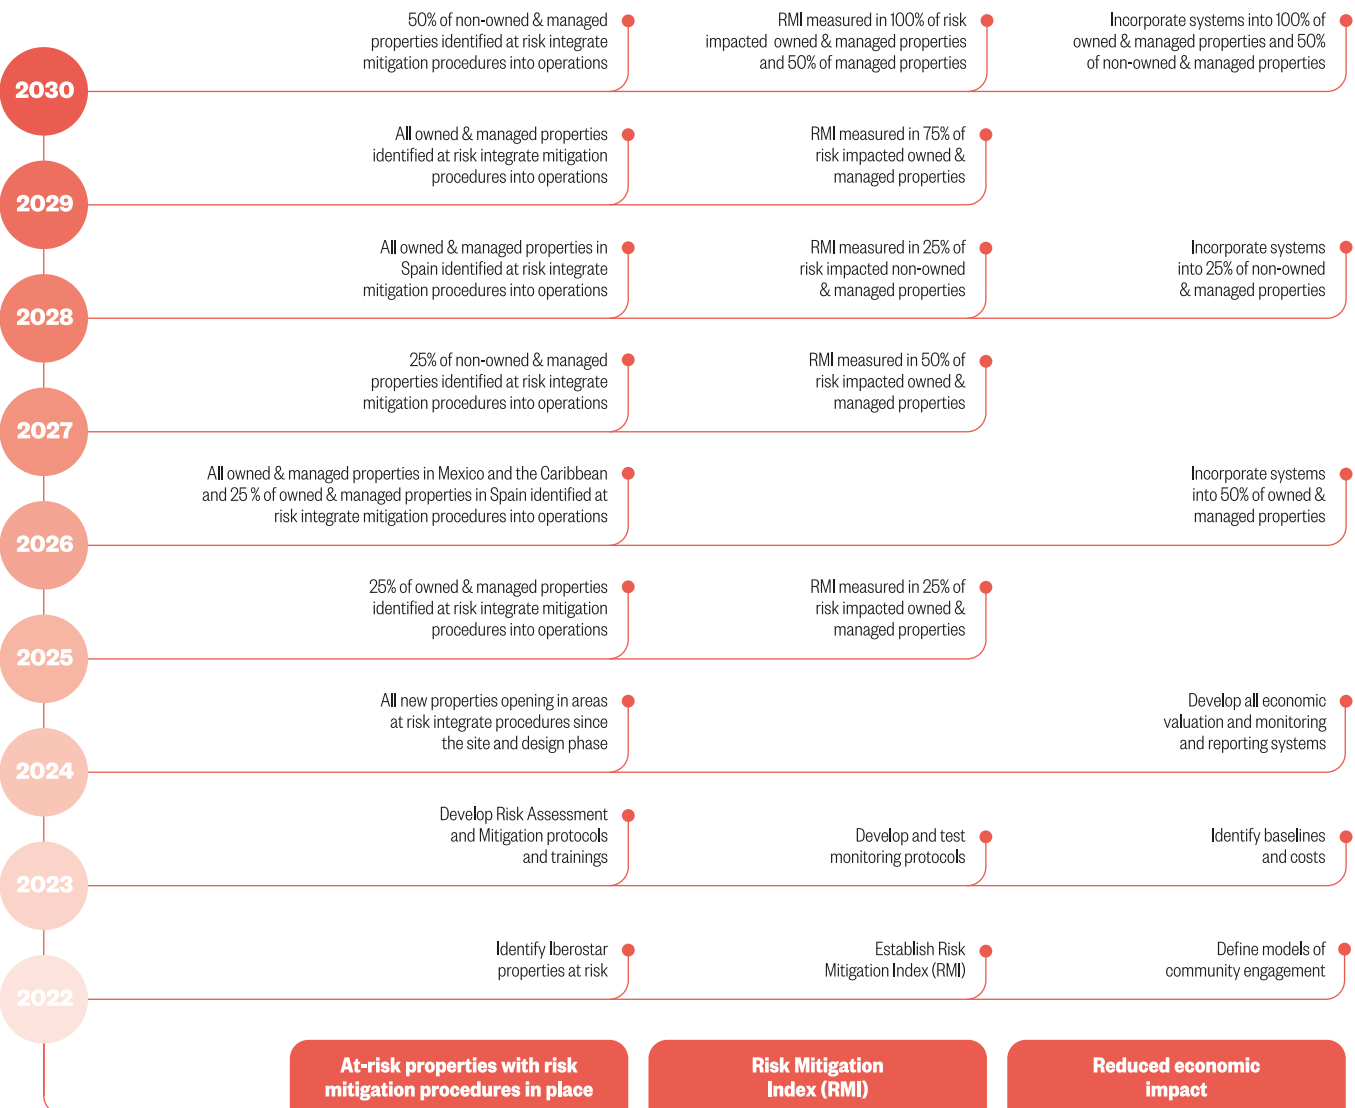 50% of non-owned & managed
properties identified at risk integrate
mitigation procedures into operations
RMI measured in 100% of risk
impacted owned & managed properties
and 50% of managed properties
Incorporate systems into 100% of
owned & managed properties and 50%
of non-owned & managed properties
2030
All owned & managed properties
identified at risk integrate mitigation
procedures into operations
RMI measured in 75% of
risk impacted owned &
managed properties
2029
All owned & managed properties in
Spain identified at risk integrate
mitigation procedures into operations
RMI measured in 25% of
risk impacted non-owned
& managed properties
Incorporate systems
into 25% of non-owned
& managed properties
2028
25% of non-owned & managed
properties identified at risk integrate
mitigation procedures into operations
RMI measured in 50% of
risk impacted owned &
managed properties
2027
All owned & managed properties in Mexico and the Caribbean
and 25 % of owned & managed properties in Spain identified at
risk integrate mitigation procedures into operations
Incorporate systems
into 50% of owned &
managed properties
2026
25% of owned & managed properties
identified at risk integrate mitigation
procedures into operations
RMI measured in 25% of
risk impacted owned &
managed properties
2025
All new properties opening in areas
at risk integrate procedures since
the site and design phase
Develop all economic
valuation and monitoring
and reporting systems
2024
Develop Risk Assessment
and Mitigation protocols
and trainings
Develop and test
monitoring protocols
Identify baselines
and costs
2023
Identify Iberostar
properties at risk
Establish Risk
Mitigation Index (RMI)
Define models of
community engagement
2022
At-risk properties with risk
mitigation procedures in place
Risk Mitigation
Index (RMI)
Reduced economic
impact